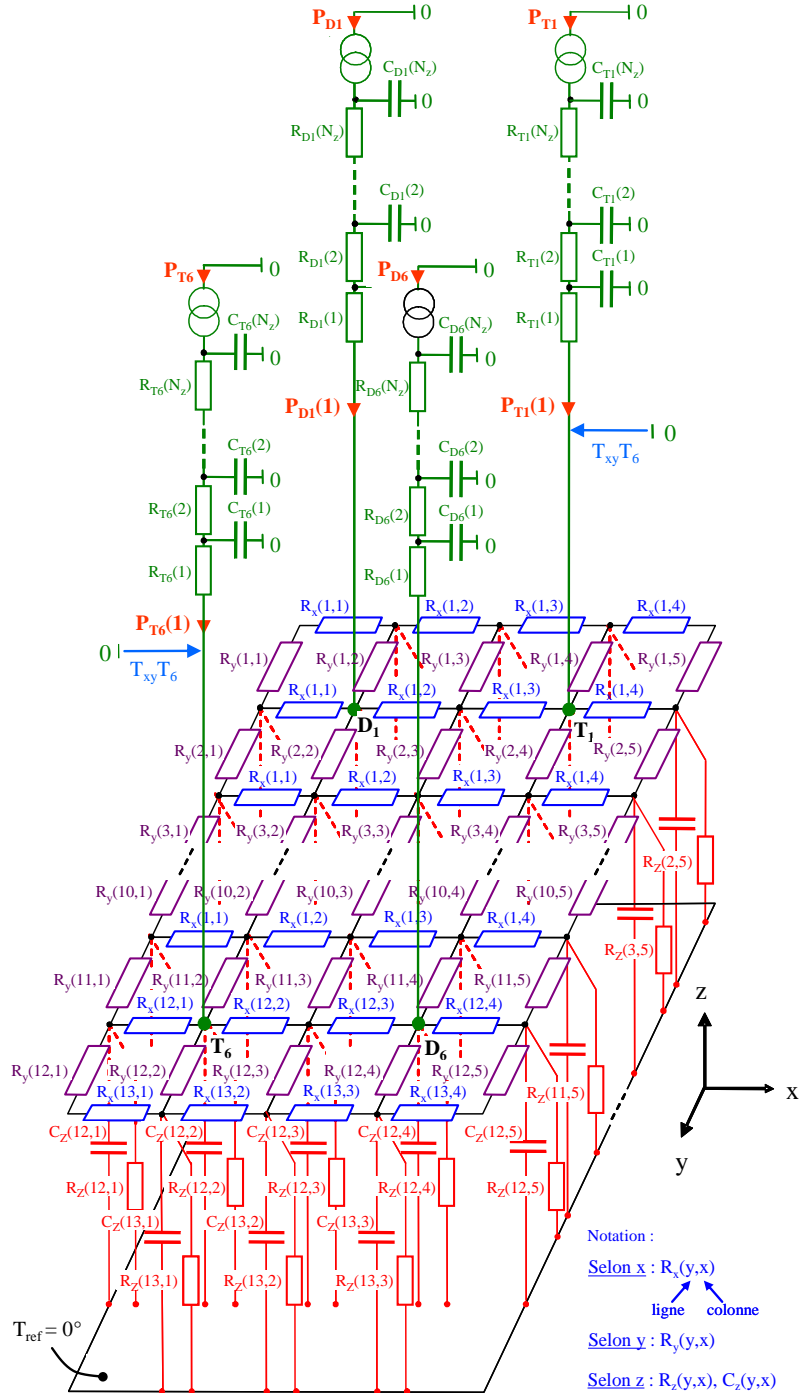 P_D1 P_T1
C_D1(N_z) 0 C_T1(N_z) 0
R_D1(N_z) R_T1(N_z)
C_D1(2) 0 C_T1(2) 0
R_D1(2) R_T1(2) C_T1(1) 0
P_T6 0 P_D6 0
R_D1(1) R_T1(1)
C_T6(N_z) 0 C_D6(N_z) 0
R_T6(N_z) R_D6(N_z)
P_D1(1) P_T1(1)
T_xyT_6 0
C_T6(2) 0 C_D6(2) 0
R_T6(2) C_T6(1) 0 R_D6(2) C_D6(1) 0
R_T6(1) R_D6(1)
P_T6(1)
0 T_xyT_6
R_x(1,1) R_x(1,2) R_x(1,3) R_x(1,4)
R_y(1,1) R_y(1,2) R_y(1,3) R_y(1,4) R_y(1,5)
R_x(1,1) R_x(1,2) R_x(1,3) R_x(1,4)
D_1 T_1
R_y(2,1) R_y(2,2) R_y(2,3) R_y(2,4) R_y(2,5)
R_x(1,1) R_x(1,2) R_x(1,3) R_x(1,4)
R_y(3,1) R_y(3,2) R_y(3,3) R_y(3,4) R_y(3,5)
R_Z(2,5)
R_y(10,1) R_y(10,2) R_y(10,3) R_y(10,4) R_y(10,5)
R_x(1,1) R_x(1,2) R_x(1,3) R_x(1,4)
R_Z(3,5)
R_y(11,1) R_y(11,2) R_y(11,3) R_y(11,4) R_y(11,5)
R_x(12,1) R_x(12,2) R_x(12,3) R_x(12,4)
T_6 D_6
R_y(12,1) R_y(12,2) R_y(12,3) R_y(12,4) R_y(12,5)
R_x(13,1) R_x(13,2) R_x(13,3) R_x(13,4)
R_Z(11,5)
z
x
y
C_Z(12,1) C_Z(12,2) C_Z(12,3) C_Z(12,4) C_Z(12,5)
R_Z(12,1) R_Z(12,2) R_Z(12,3) R_Z(12,4) R_Z(12,5)
C_Z(13,1) C_Z(13,2) C_Z(13,3)
R_Z(13,1) R_Z(13,2) R_Z(13,3)
T_ref = 0°
Notation :
Selon x : R_x(y,x)
ligne colonne
Selon y : R_y(y,x)
Selon z : R_z(y,x), C_z(y,x)